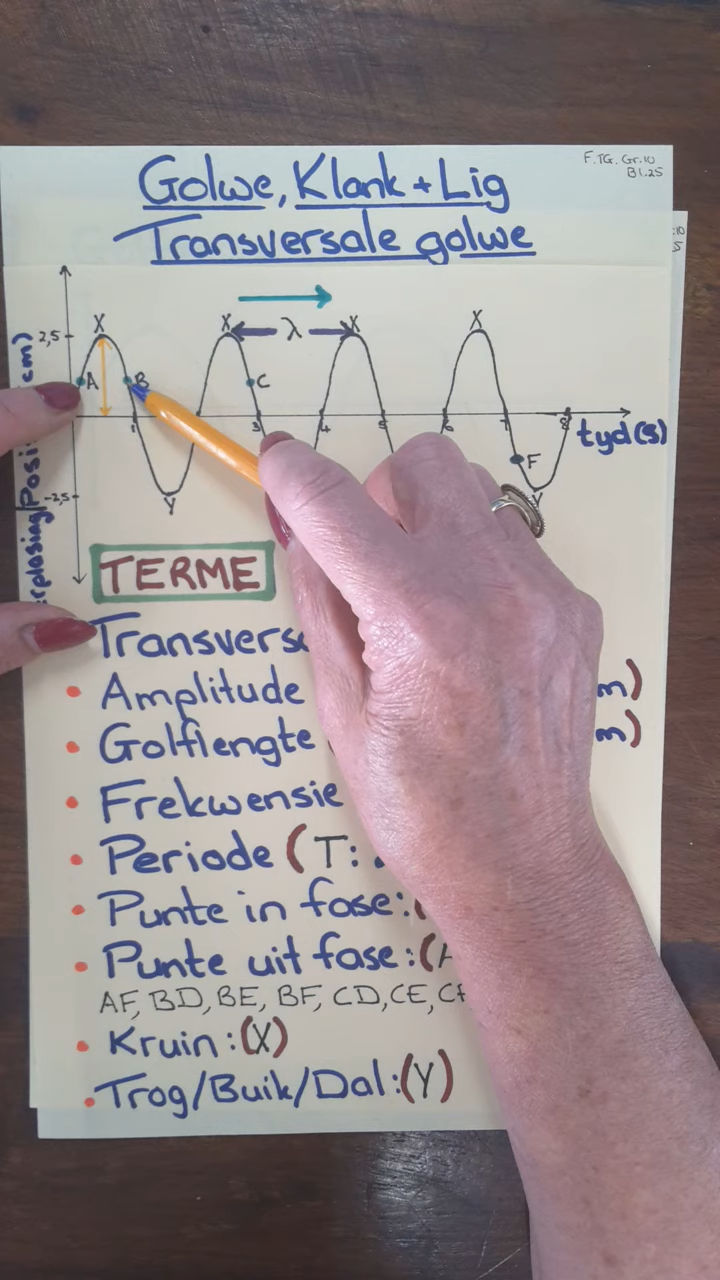 F.TG. Gr.10
B1.25
Golwe, Klank + Lig
Transversale golwe
2,5
X
X
λ
X
X
A
B
C
1
3
4
5
6
7
8
tyd(s)
F
-2,5
Y
Y
TERME
Amplitude
Golflengte
Frekwensie
Periode (T:
Punte in fase:(
Punte uit fase:(
AF, BD, BE, BF, CD, CE,
Kruin:(X)
Trog/Buik/Dal:(Y)